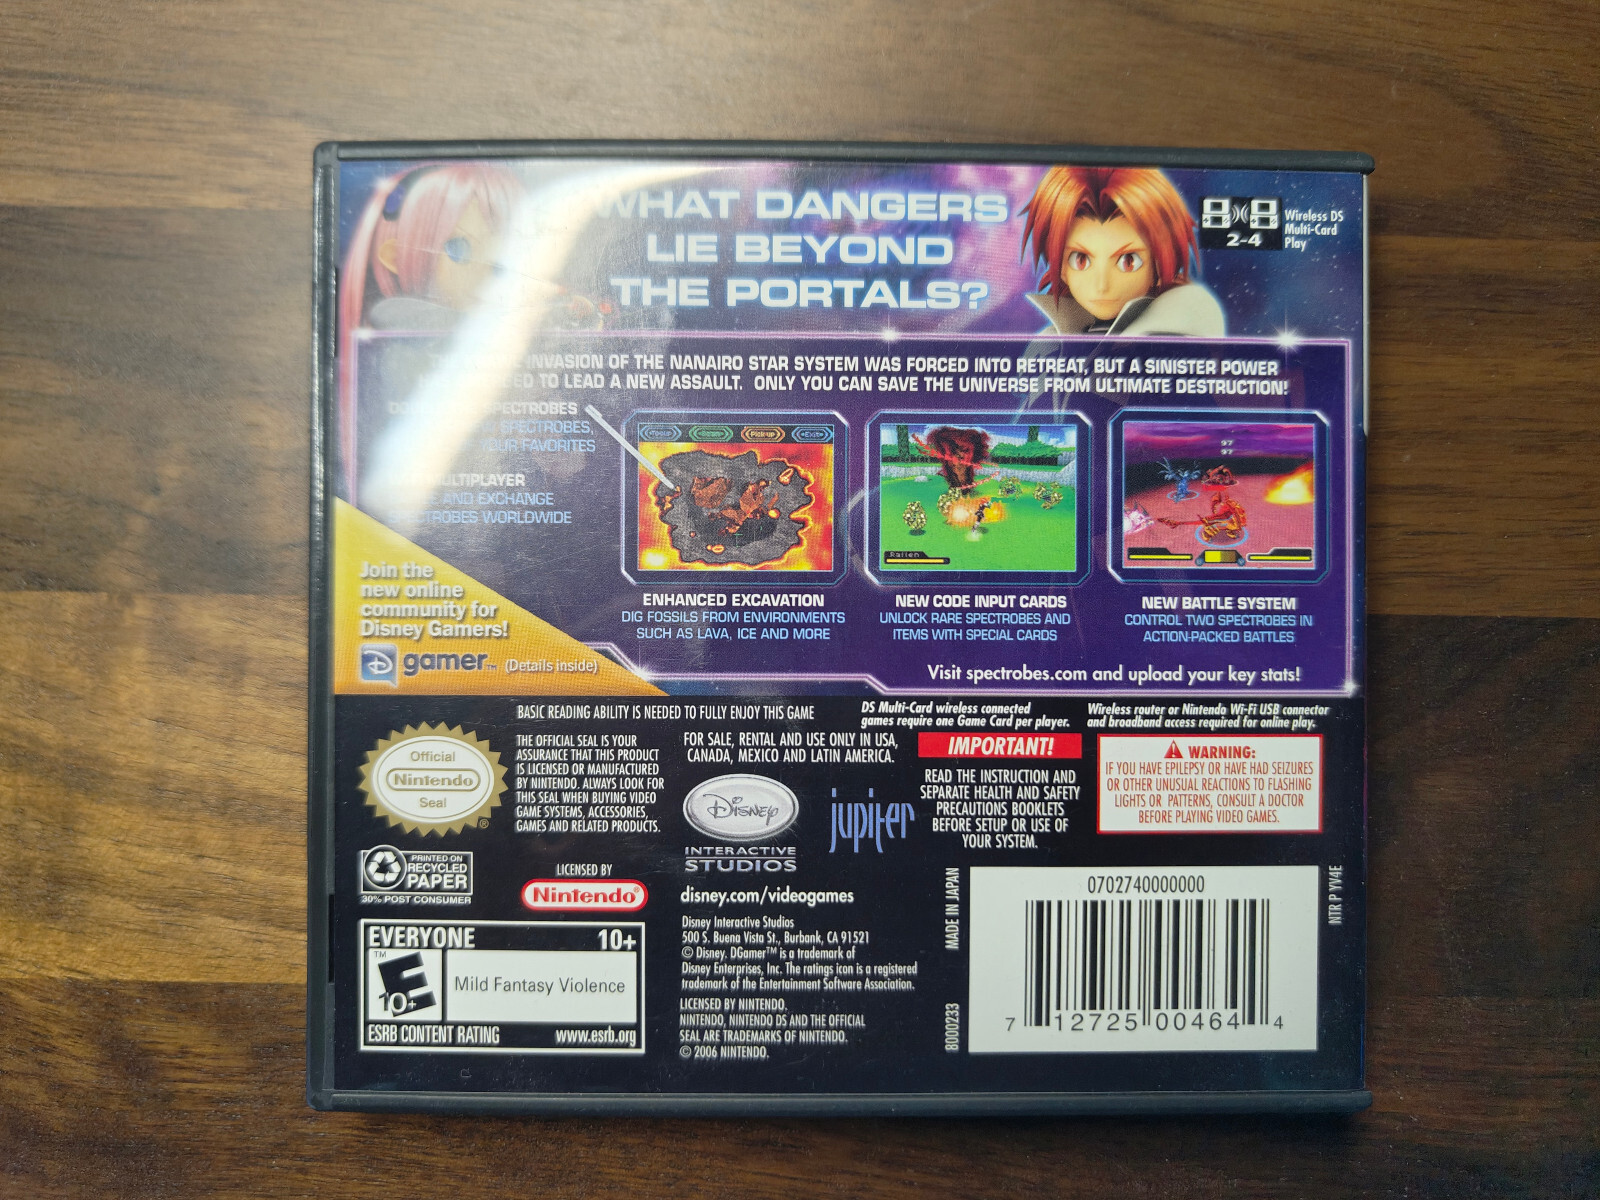 WHAT DANGERS
LIE BEYOND
THE PORTALS?
2-4
Wireless DS
Multi-Card
Play
INVASION OF THE NANAIRO STAR SYSTEM WAS FORCED INTO RETREAT, BUT A SINISTER POWER
TO LEAD A NEW ASSAULT. ONLY YOU CAN SAVE THE UNIVERSE FROM ULTIMATE DESTRUCTION!
SPECTROBES
SPECTROBES,
YOUR FAVORITES
MULTIPLAYER
AND EXCHANGE
SPECTROBES WORLDWIDE
Rallen
97
97
ENHANCED EXCAVATION
DIG FOSSILS FROM ENVIRONMENTS
SUCH AS LAVA, ICE AND MORE
NEW CODE INPUT CARDS
UNLOCK RARE SPECTROBES AND
ITEMS WITH SPECIAL CARDS
NEW BATTLE SYSTEM
CONTROL TWO SPECTROBES IN
ACTION-PACKED BATTLES
Join the
new online
community for
Disney Gamers!
D gamer™ (Details inside)
Visit spectrobes.com and upload your key stats!
BASIC READING ABILITY IS NEEDED TO FULLY ENJOY THIS GAME
DS Multi-Card wireless connected
games require one Game Card per player.
Wireless router or Nintendo Wi-Fi USB connector
and broadband access required for online play.
Official
Nintendo
Seal
®
THE OFFICIAL SEAL IS YOUR
ASSURANCE THAT THIS PRODUCT
IS LICENSED OR MANUFACTURED
BY NINTENDO. ALWAYS LOOK FOR
THIS SEAL WHEN BUYING VIDEO
GAME SYSTEMS, ACCESSORIES,
GAMES AND RELATED PRODUCTS.
FOR SALE, RENTAL AND USE ONLY IN USA,
CANADA, MEXICO AND LATIN AMERICA.
Disney
INTERACTIVE
STUDIOS
jupiter
IMPORTANT!
READ THE INSTRUCTION AND
SEPARATE HEALTH AND SAFETY
PRECAUTIONS BOOKLETS
BEFORE SETUP OR USE OF
YOUR SYSTEM.
WARNING:
IF YOU HAVE EPILEPSY OR HAVE HAD SEIZURES
OR OTHER UNUSUAL REACTIONS TO FLASHING
LIGHTS OR PATTERNS, CONSULT A DOCTOR
BEFORE PLAYING VIDEO GAMES.
PRINTED ON
RECYCLED
PAPER
30% POST CONSUMER
LICENSED BY
Nintendo®
disney.com/videogames
Disney Interactive Studios
500 S. Buena Vista St., Burbank, CA 91521
© Disney. DGamer™ is a trademark of
Disney Enterprises, Inc. The ratings icon is a registered
trademark of the Entertainment Software Association.
LICENSED BY NINTENDO.
NINTENDO, NINTENDO DS AND THE OFFICIAL
SEAL ARE TRADEMARKS OF NINTENDO.
© 2006 NINTENDO.
EVERYONE 10+
™
E
10+
Mild Fantasy Violence
ESRB CONTENT RATING www.esrb.org
MADE IN JAPAN
8000233
0702740000000
7 12725 00464 4
NTR P YV4E